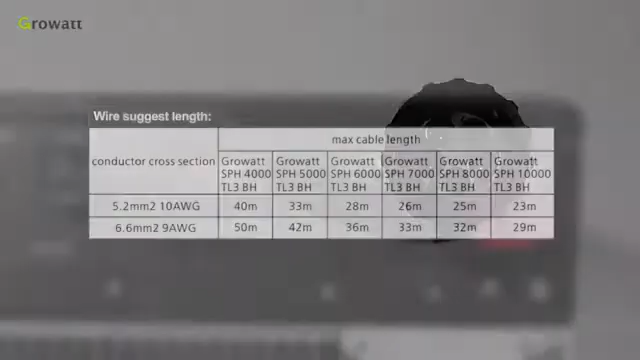 Growatt
Wire suggest length:
conductor cross section
max cable length
Growatt SPH 4000 TL3 BH
Growatt SPH 5000 TL3 BH
Growatt SPH 6000 TL3 BH
Growatt SPH 7000 TL3 BH
Growatt SPH 8000 TL3 BH
Growatt SPH 10000 TL3 BH
5.2mm2 10AWG 40m 33m 28m 26m 25m 23m
6.6mm2 9AWG 50m 42m 36m 33m 32m 29m